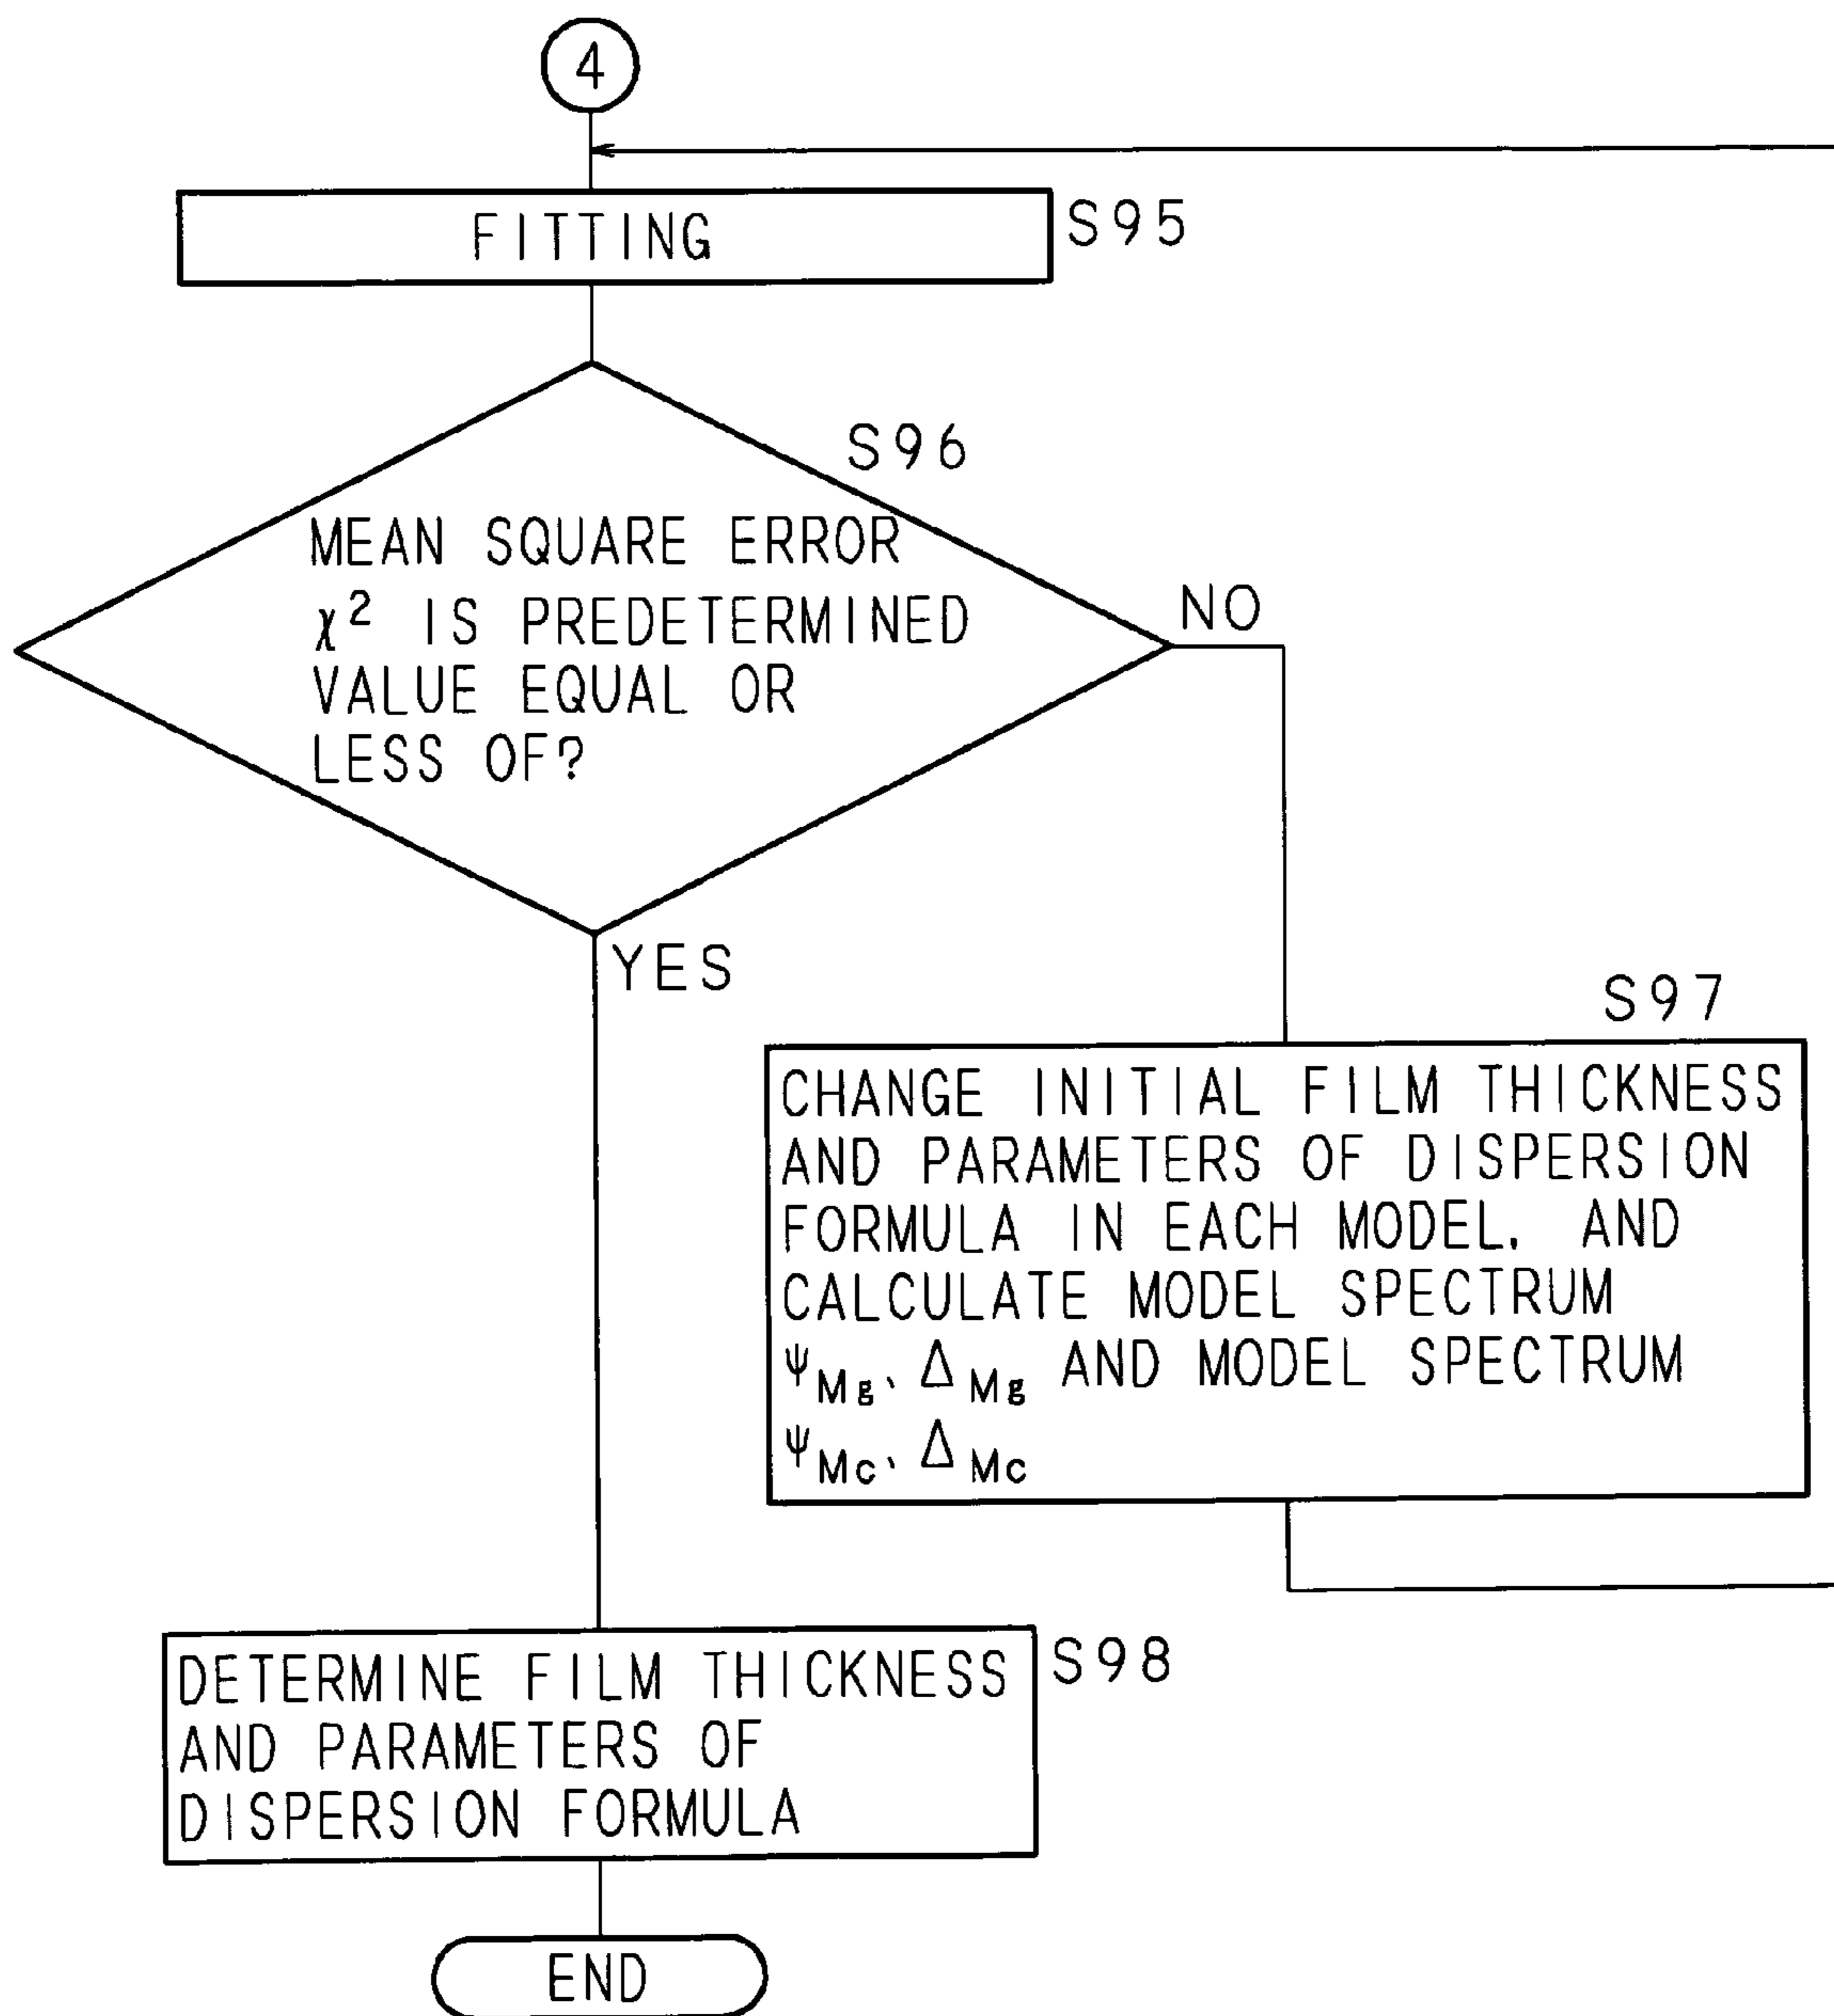 4
FITTING
S95
S96
MEAN SQUARE ERROR
χ² IS PREDETERMINED
VALUE EQUAL OR
LESS OF?
NO
YES
S97
CHANGE INITIAL FILM THICKNESS
AND PARAMETERS OF DISPERSION
FORMULA IN EACH MODEL, AND
CALCULATE MODEL SPECTRUM
ψMg、ΔMg AND MODEL SPECTRUM
ψMc、ΔMc
DETERMINE FILM THICKNESS
AND PARAMETERS OF
DISPERSION FORMULA
S98
END